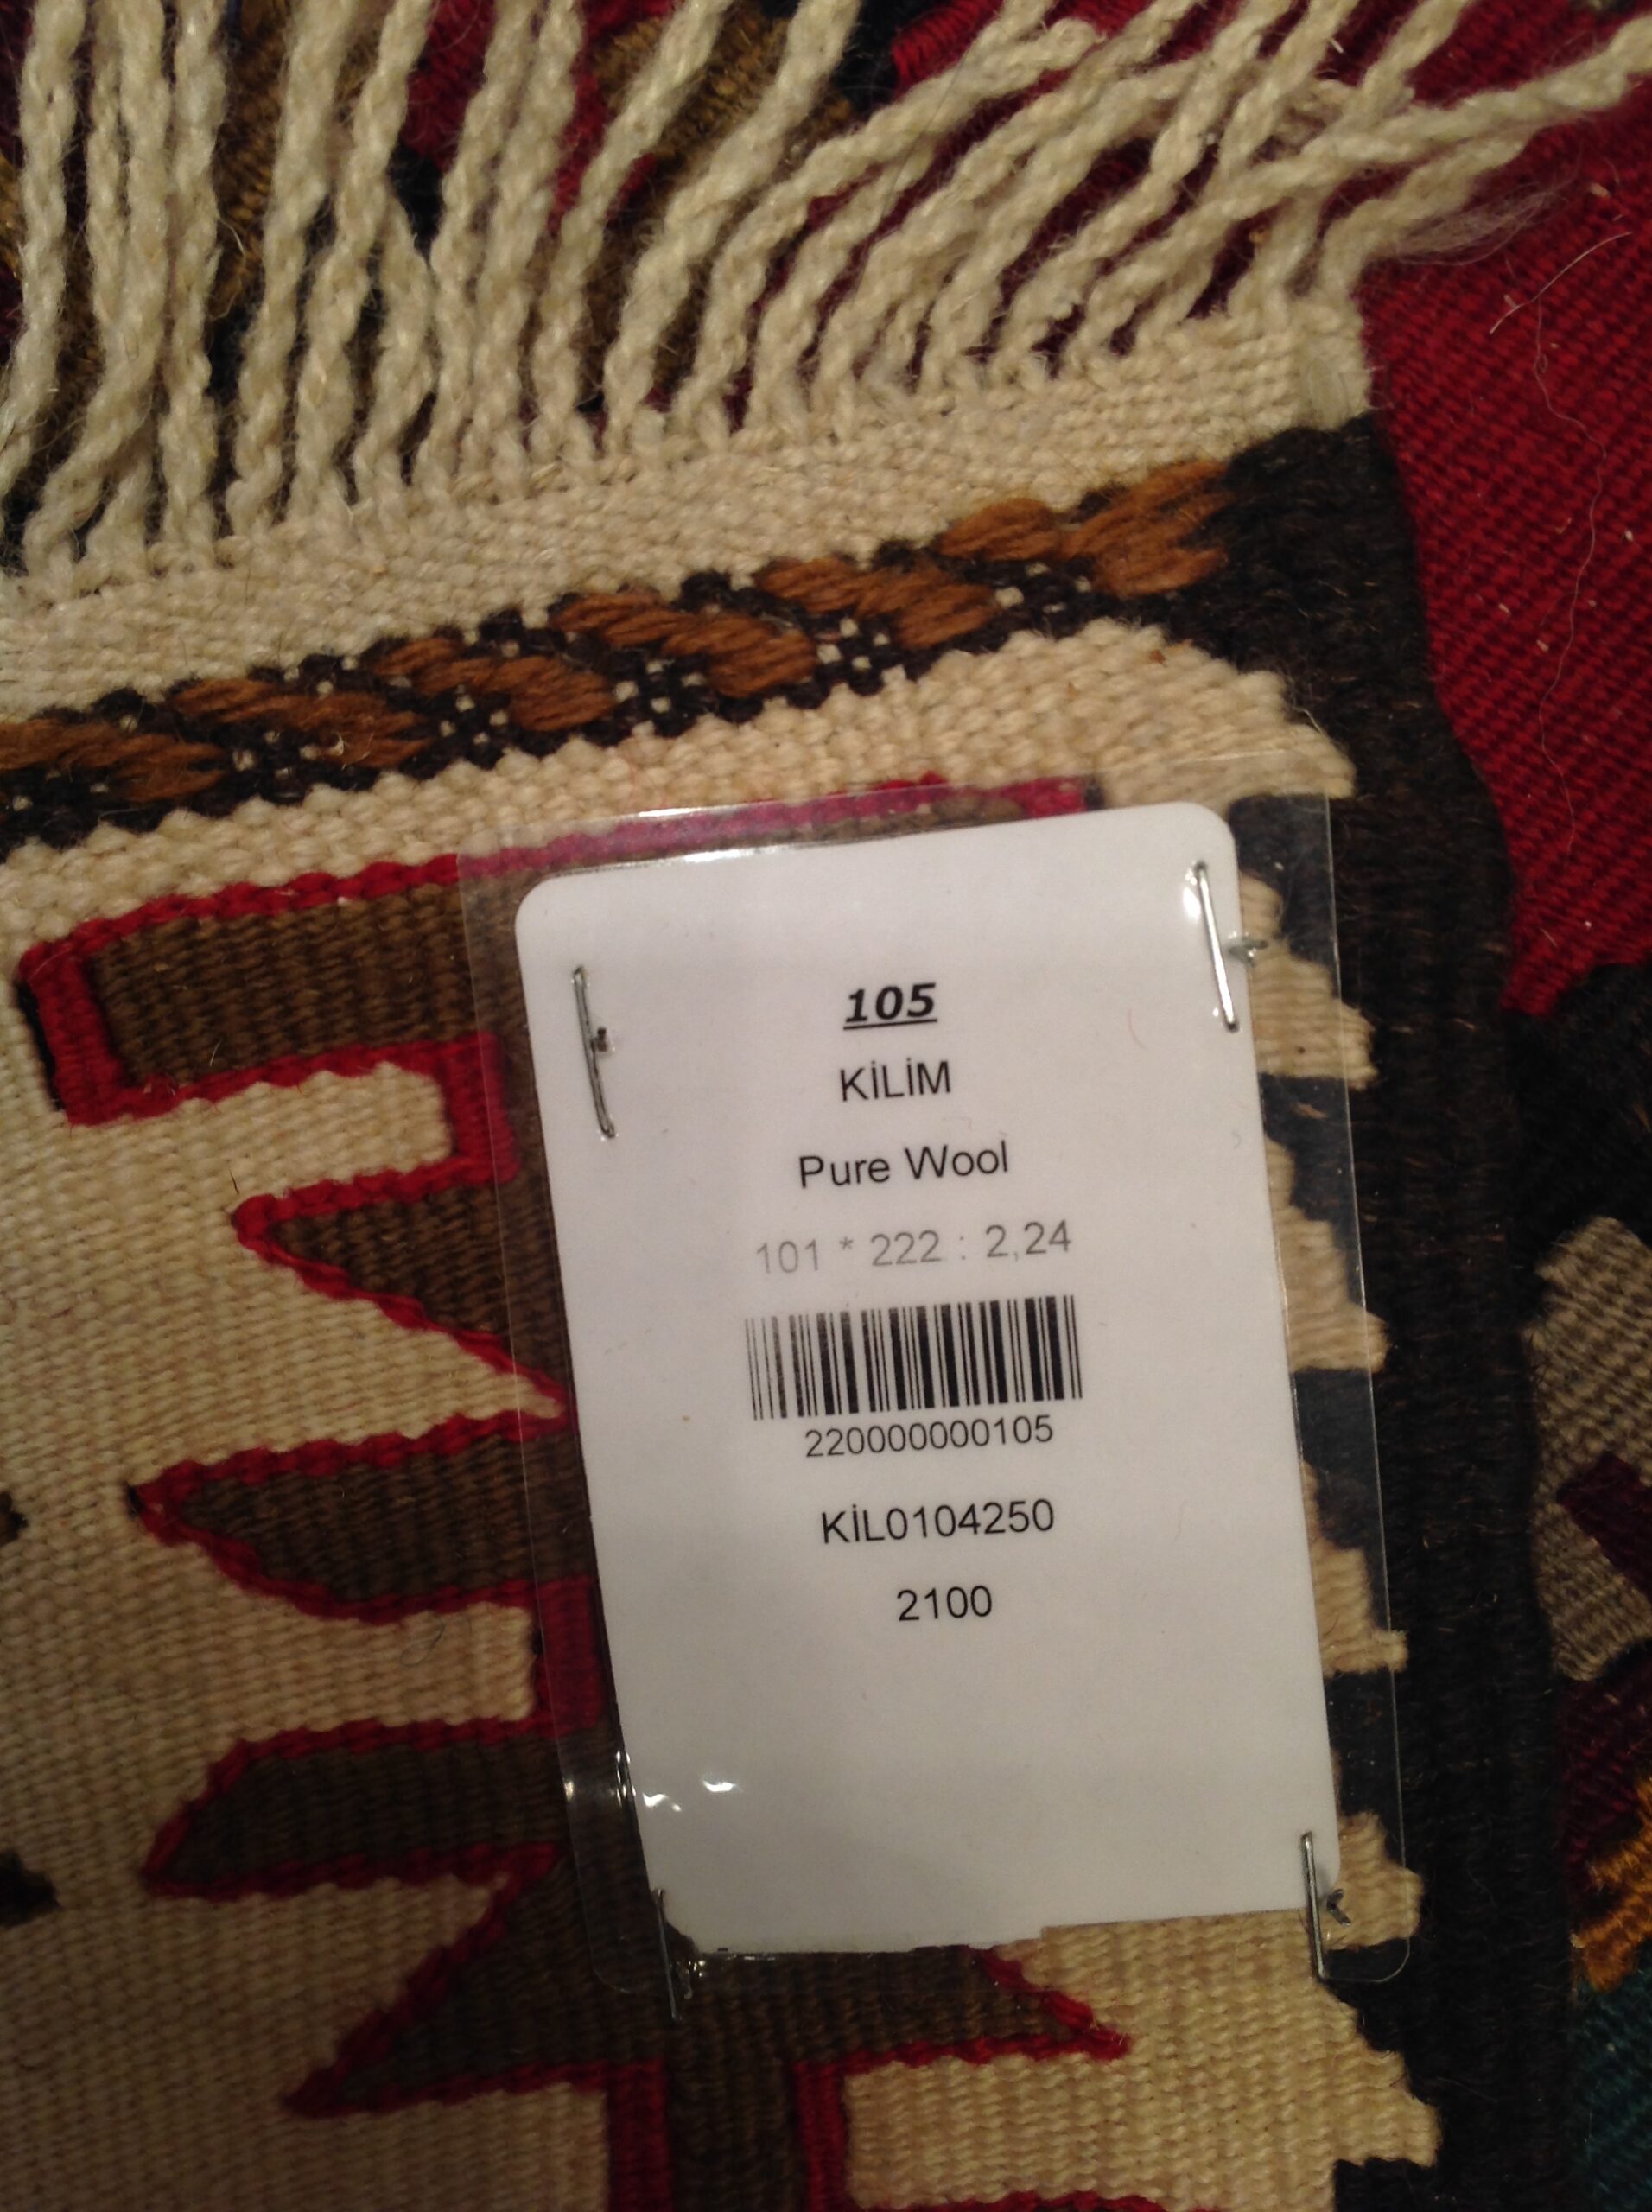 105
KİLİM
Pure Wool
101 * 222 : 2,24
220000000105
KİL0104250
2100